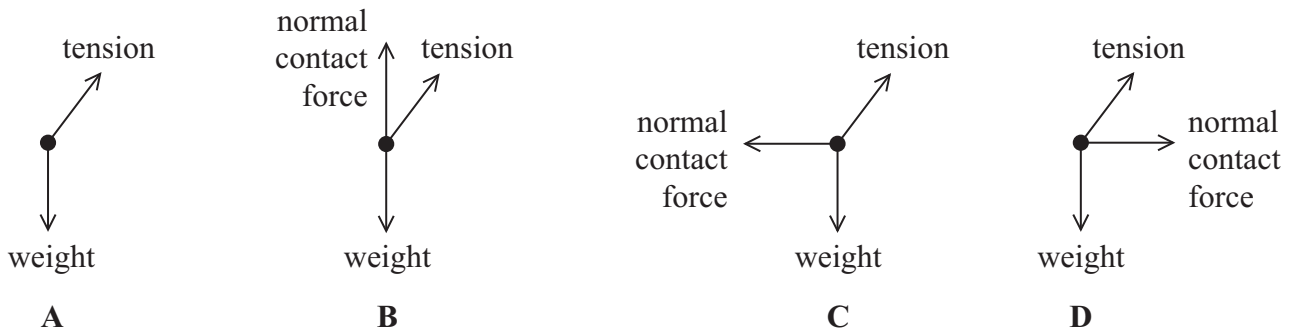 tension
weight
A
normal
contact
force
tension
weight
B
normal
contact
force
tension
weight
C
tension
normal
contact
force
weight
D